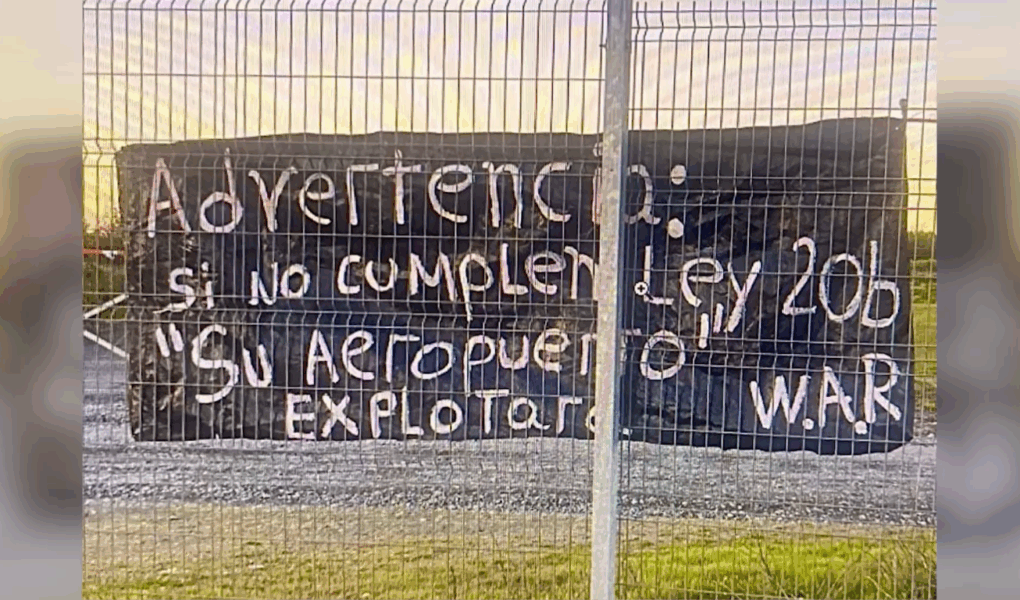 Advertencia:
si no cumplen Ley 20b
"Su Aeropuerto"
EXPLOTARa W.A.R